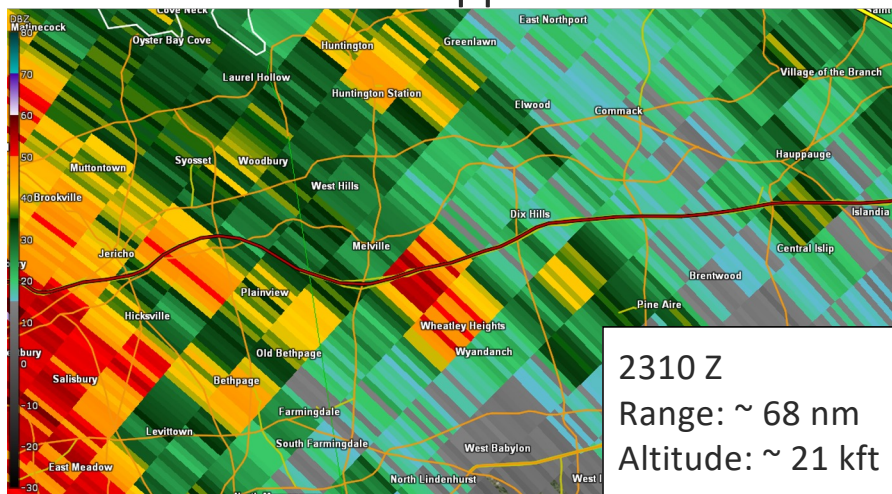 Cove Neck
East Northport
DBZ
Matinecock
80
Oyster Bay Cove
Huntington
Greenlawn
70
Laurel Hollow
Village of the Branch
60
Huntington Station
Elwood
Commack
50
Muttontown
Syosset
Woodbury
Hauppauge
40
Brookville
West Hills
30
Dix Hills
Islandia
Jericho
Melville
Central Islip
20
Plainview
Brentwood
10
Hicksville
Pine Aire
Wheatley Heights
0
Old Bethpage
Wyandanch
Salisbury
Bethpage
-10
Farmingdale
Levittown
South Farmingdale
-20
West Babylon
East Meadow
North Lindenhurst
-30
2310 Z
Range: ~ 68 nm
Altitude: ~ 21 kft